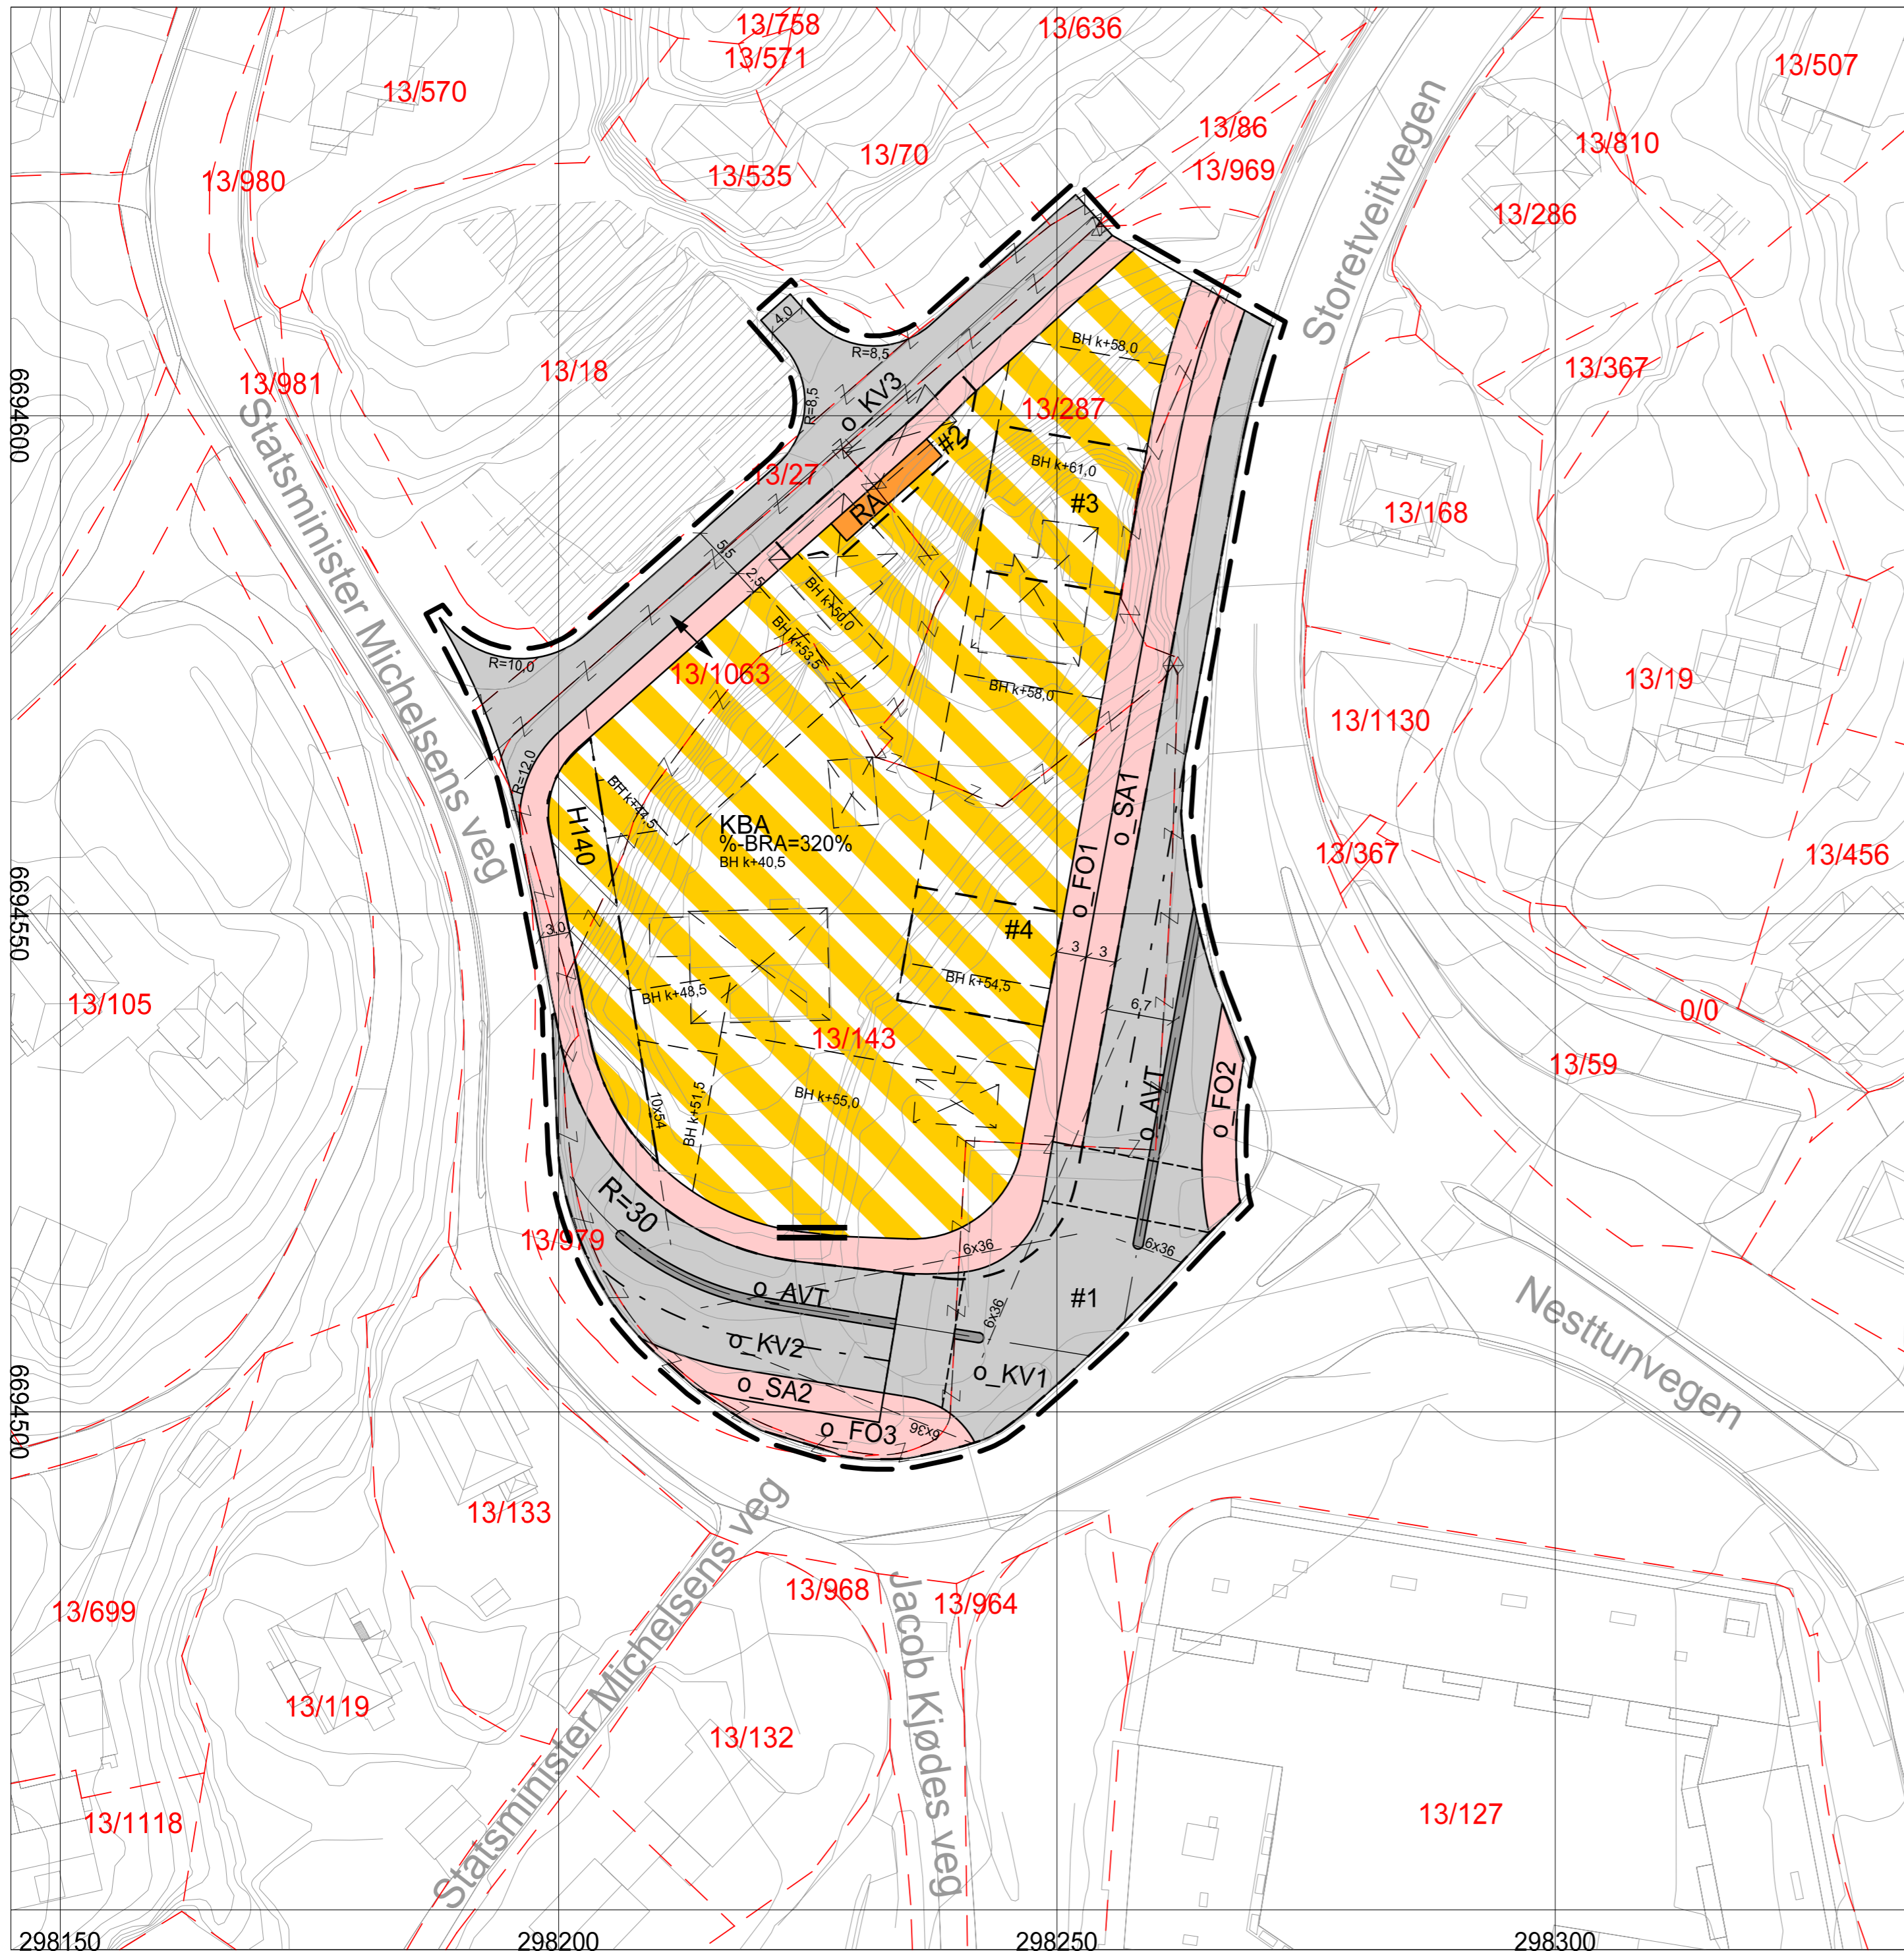 13/758
13/636
13/571
13/507
13/570
13/86
13/810
13/70
13/969
13/980
13/535
13/286
Storetveitvegen
4,0
R=8,5
BH k+58,0
13/18
13/981
13/367
R=8,5
o_KV3
13/287
6694600
#2
BH k+61,0
13/27
#3
RA
13/168
Statsminister Michelsens veg
5,5
2,5
BH k+50,0
BH k+53,5
R=10,0
13/1063
BH k+58,0
13/19
13/1130
R=12,0
BH k+44,5
o_SA1
H140
KBA
%-BRA=320%
BH k+40,5
13/367
13/456
o_FO1
6694550
3,0
#4
3
3
BH k+54,5
BH k+48,5
6,7
13/105
0/0
13/143
13/59
10x54
BH k+51,5
BH k+55,0
o_AVT
o_FO2
R=30
13/979
6x36
6x36
o_AVT
#1
6x36
Nesttunvegen
o_KV2
o_KV1
6694500
o_SA2
o_FO3
6x36
13/133
Statsminister Michelsens veg
13/968
Jacob Kjødes veg
13/964
13/699
13/119
13/132
13/1118
13/127
298150
298200
298250
298300